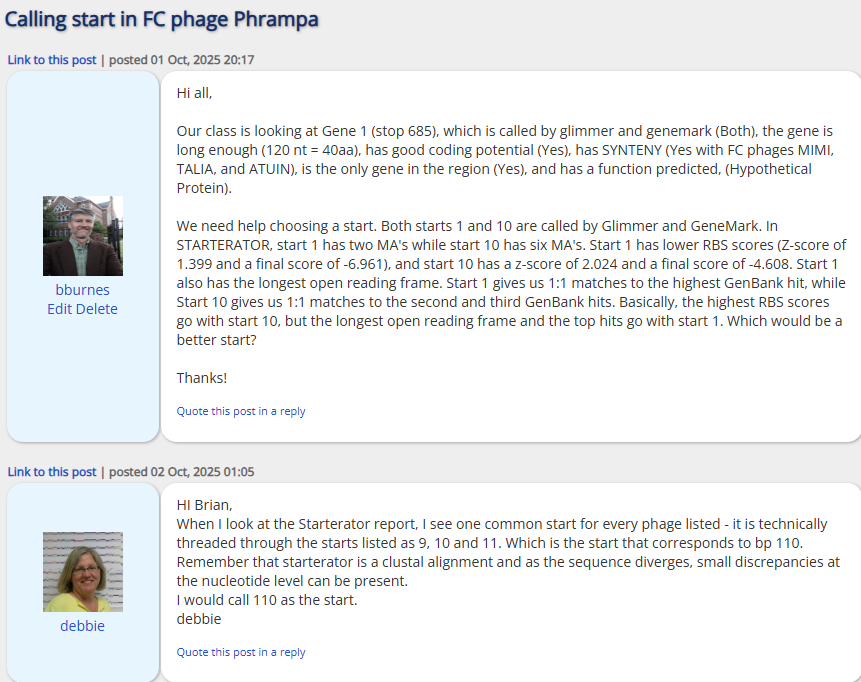 Calling start in FC phage Phrampa
Link to this post | posted 01 Oct, 2025 20:17
bburnes
Edit Delete
Hi all,
Our class is looking at Gene 1 (stop 685), which is called by glimmer and genemark (Both), the gene is
long enough (120 nt = 40aa), has good coding potential (Yes), has SYNTENY (Yes with FC phages MIMI,
TALIA, and ATUIN), is the only gene in the region (Yes), and has a function predicted, (Hypothetical
Protein).
We need help choosing a start. Both starts 1 and 10 are called by Glimmer and GeneMark. In
STARTERATOR, start 1 has two MA's while start 10 has six MA's. Start 1 has lower RBS scores (Z-score of
1.399 and a final score of -6.961), and start 10 has a z-score of 2.024 and a final score of -4.608. Start 1
also has the longest open reading frame. Start 1 gives us 1:1 matches to the highest GenBank hit, while
Start 10 gives us 1:1 matches to the second and third GenBank hits. Basically, the highest RBS scores
go with start 10, but the longest open reading frame and the top hits go with start 1. Which would be a
better start?
Thanks!
Quote this post in a reply
Link to this post | posted 02 Oct, 2025 01:05
debbie
HI Brian,
When I look at the Starterator report, I see one common start for every phage listed - it is technically
threaded through the starts listed as 9, 10 and 11. Which is the start that corresponds to bp 110.
Remember that starterator is a clustal alignment and as the sequence diverges, small discrepancies at
the nucleotide level can be present.
I would call 110 as the start.
debbie
Quote this post in a reply